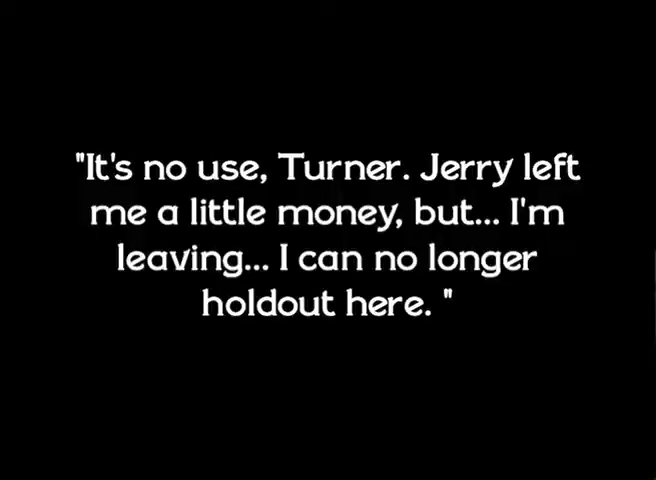 "It's no use, Turner. Jerry left
me a little money, but... I'm
leaving... I can no longer
holdout here. "